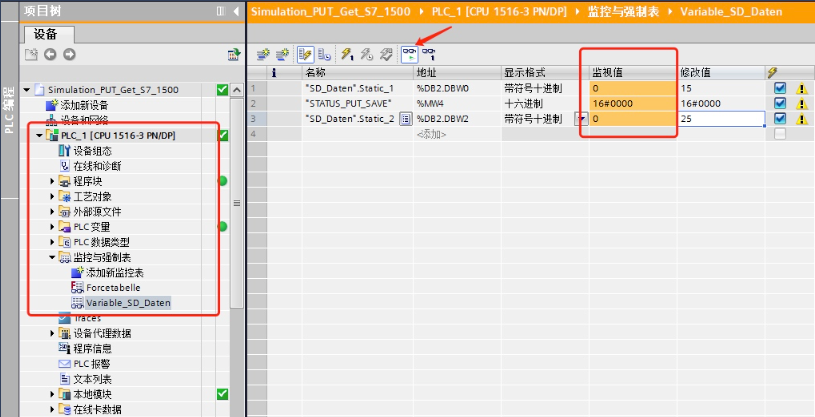 项目树
Simulation_PUT_Get_S7_1500 ▸ PLC_1 [CPU 1516-3 PN/DP] ▸ 监控与强制表 ▸ Variable_SD_Daten
设备
PLC 编程
Simulation_PUT_Get_S7_1500
添加新设备
设备和网络
PLC_1 [CPU 1516-3 PN/DP]
设备组态
在线和诊断
程序块
工艺对象
外部源文件
PLC 变量
PLC 数据类型
监控与强制表
添加新监控表
Forcetabelle
Variable_SD_Daten
Traces
设备代理数据
程序信息
PLC 报警
文本列表
本地模块
在线卡数据
i 名称 地址 显示格式 监视值 修改值
1 "SD_Daten".Static_1 %DB2.DBW0 带符号十进制 0 15
2 "STATUS_PUT_SAVE" %MW4 十六进制 16#0000 16#0000
3 "SD_Daten".Static_2 %DB2.DBW2 带符号十进制 0 25
4 <添加>